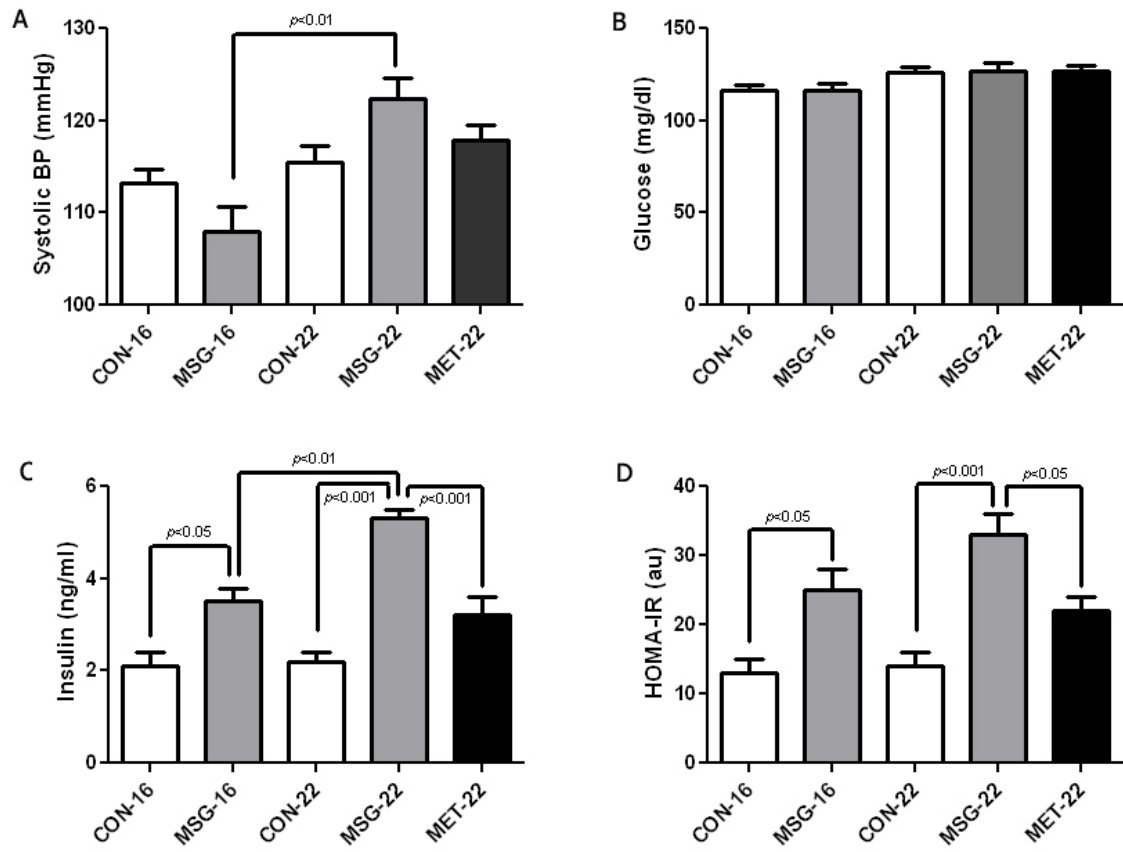 A
p<0.01
Systolic BP (mmHg)
130
120
110
100
CON-16
MSG-16
CON-22
MSG-22
MET-22
B
Glucose (mg/dl)
150
100
50
0
CON-16
MSG-16
CON-22
MSG-22
MET-22
C
p<0.01
p<0.001
p<0.001
p<0.05
Insulin (ng/ml)
6
4
2
0
CON-16
MSG-16
CON-22
MSG-22
MET-22
D
p<0.001
p<0.05
p<0.05
HOMA-IR (au)
40
30
20
10
0
CON-16
MSG-16
CON-22
MSG-22
MET-22